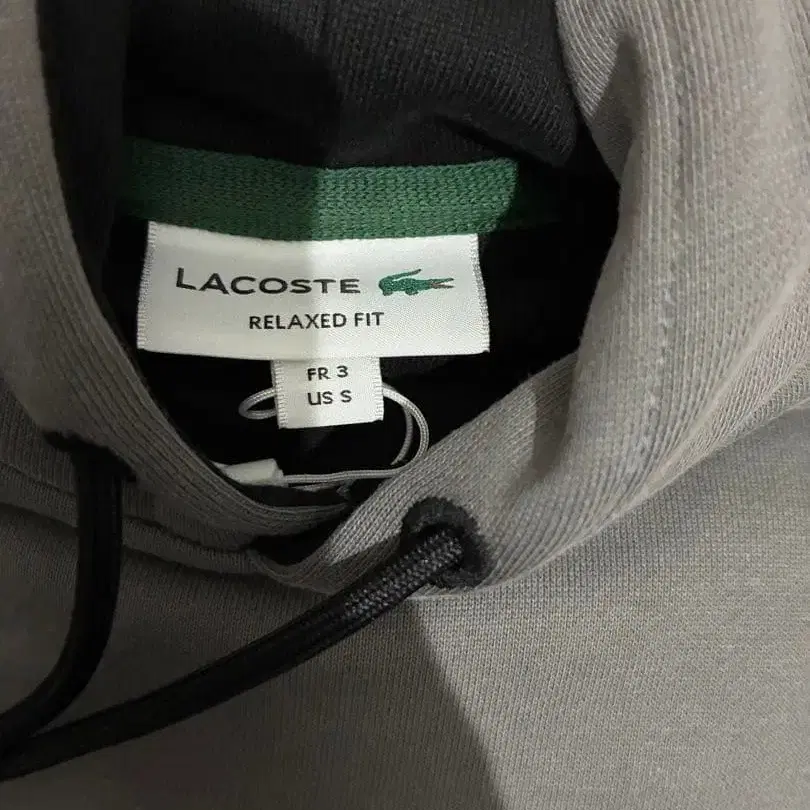 LACOSTE
RELAXED FIT
FR 3
US S